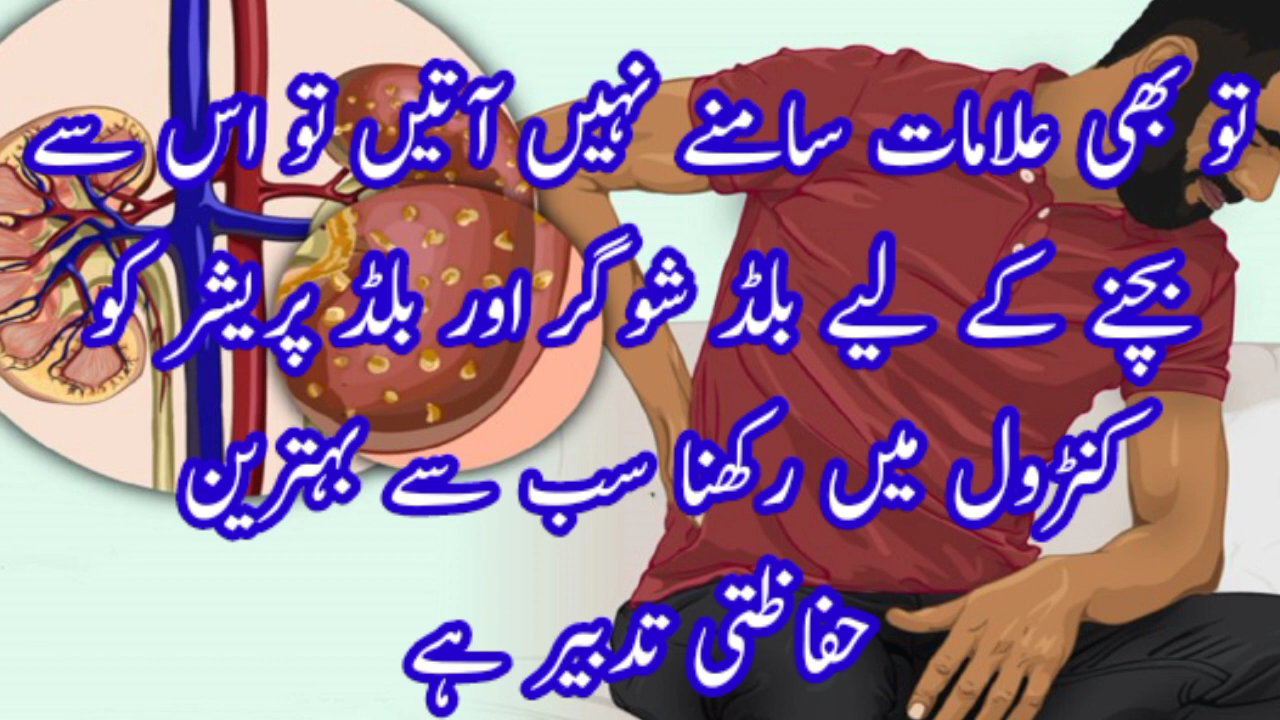 تو بھی علامات سامنے نہیں آتیں تو اس سے
بچنے کے لیے بلڈ شوگر اور بلڈ پریشر کو
کنڑول میں رکھنا سب سے بہترین
حفاظتی تدبیر ہے